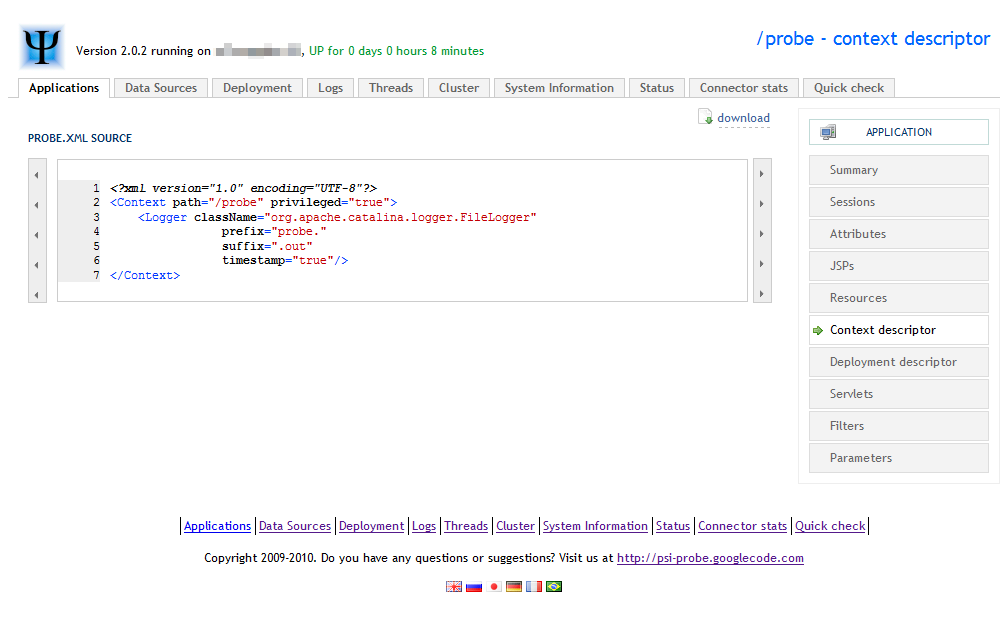 Version 2.0.2 running on , UP for 0 days 0 hours 8 minutes
/probe - context descriptor
Applications Data Sources Deployment Logs Threads Cluster System Information Status Connector stats Quick check
download
PROBE.XML SOURCE
1 <?xml version="1.0" encoding="UTF-8"?>
2 <Context path="/probe" privileged="true">
3     <Logger className="org.apache.catalina.logger.FileLogger"
4                 prefix="probe."
5                 suffix=".out"
6                 timestamp="true"/>
7 </Context>
APPLICATION
Summary
Sessions
Attributes
JSPs
Resources
Context descriptor
Deployment descriptor
Servlets
Filters
Parameters
Applications Data Sources Deployment Logs Threads Cluster System Information Status Connector stats Quick check
Copyright 2009-2010. Do you have any questions or suggestions? Visit us at http://psi-probe.googlecode.com